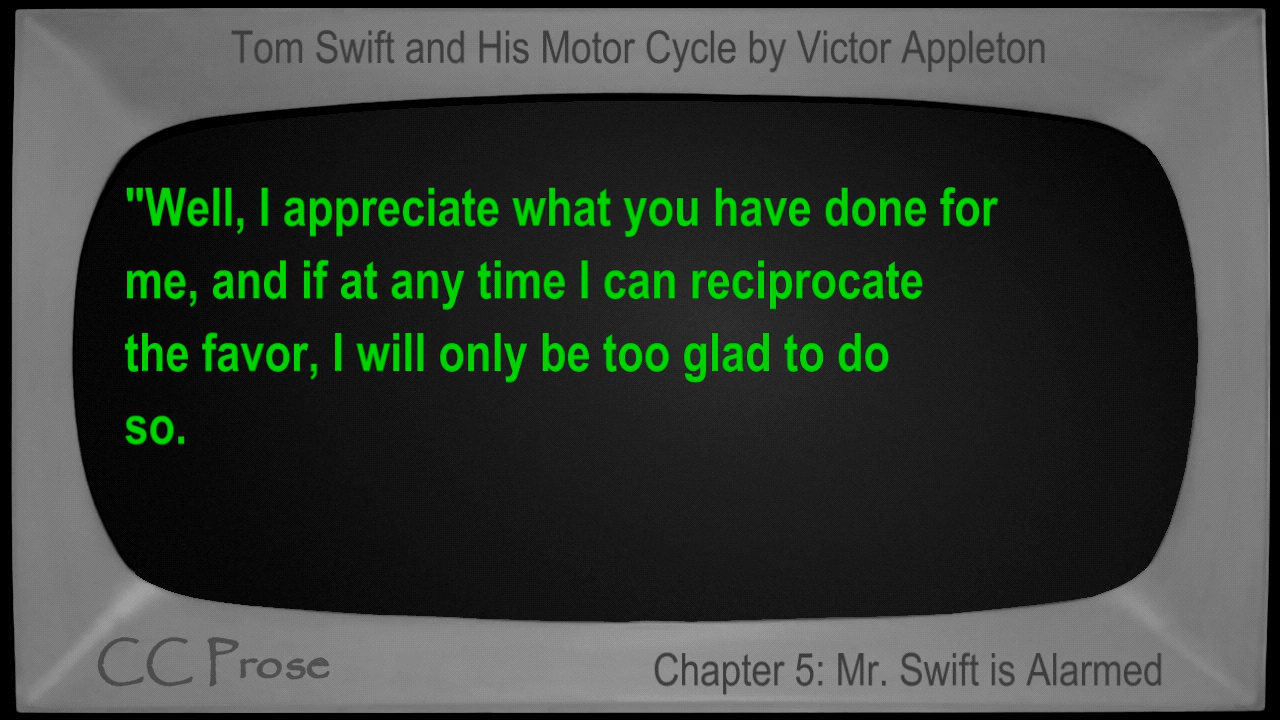 Tom Swift and His Motor Cycle by Victor Appleton
"Well, I appreciate what you have done for
me, and if at any time I can reciprocate
the favor, I will only be too glad to do
so.
CC Prose
Chapter 5: Mr. Swift is Alarmed